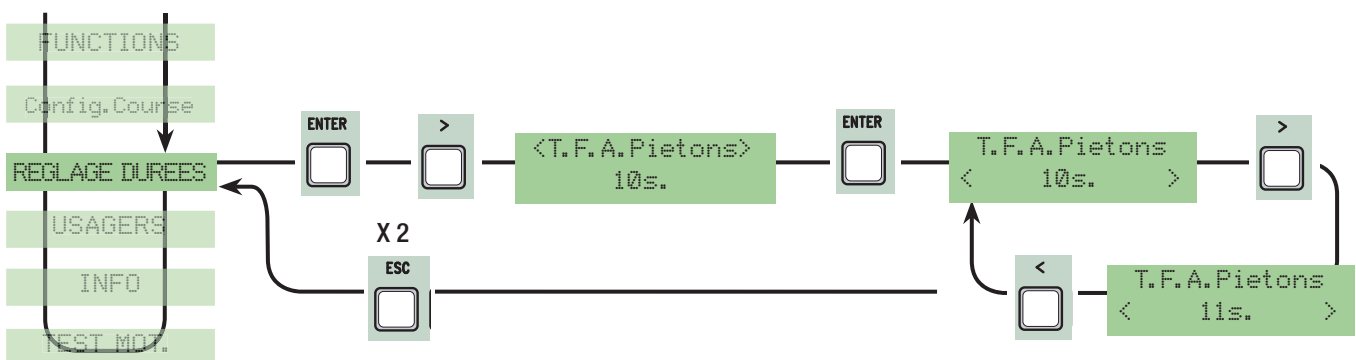 FUNCTIONS
Config.Course
REGLAGE DUREES
USAGERS
INFO
TEST MOT.
ENTER
>
<T.F.A.Pietons>
10s.
ENTER
T.F.A.Pietons
< 10s. >
>
X 2
ESC
<
T.F.A.Pietons
< 11s. >